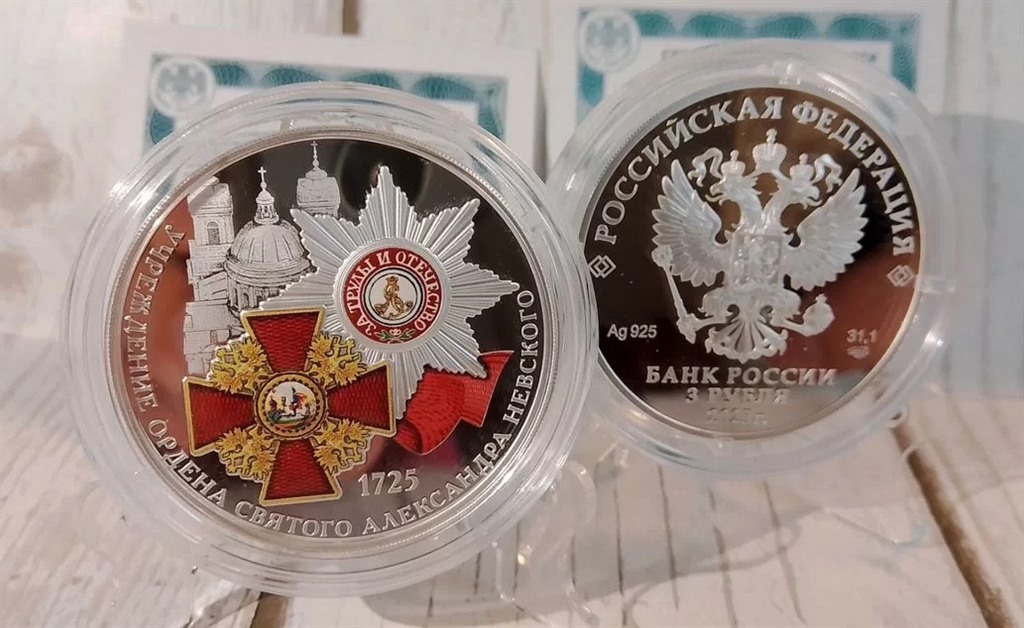 УЧРЕЖДЕНИЕ ОРДЕНА СВЯТОГО АЛЕКСАНДРА НЕВСКОГО
ЗА ТРУДЫ И ОТЕЧЕСТВО
1725
РОССИЙСКАЯ ФЕДЕРАЦИЯ
Ag 925
31,1
БАНК РОССИИ
3 РУБЛЯ